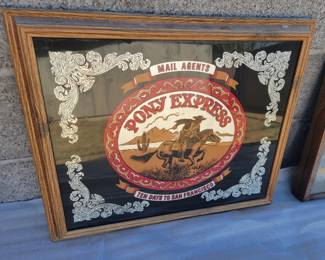 MAIL AGENTS
PONY EXPRESS
TEN DAYS TO SAN FRANCISCO